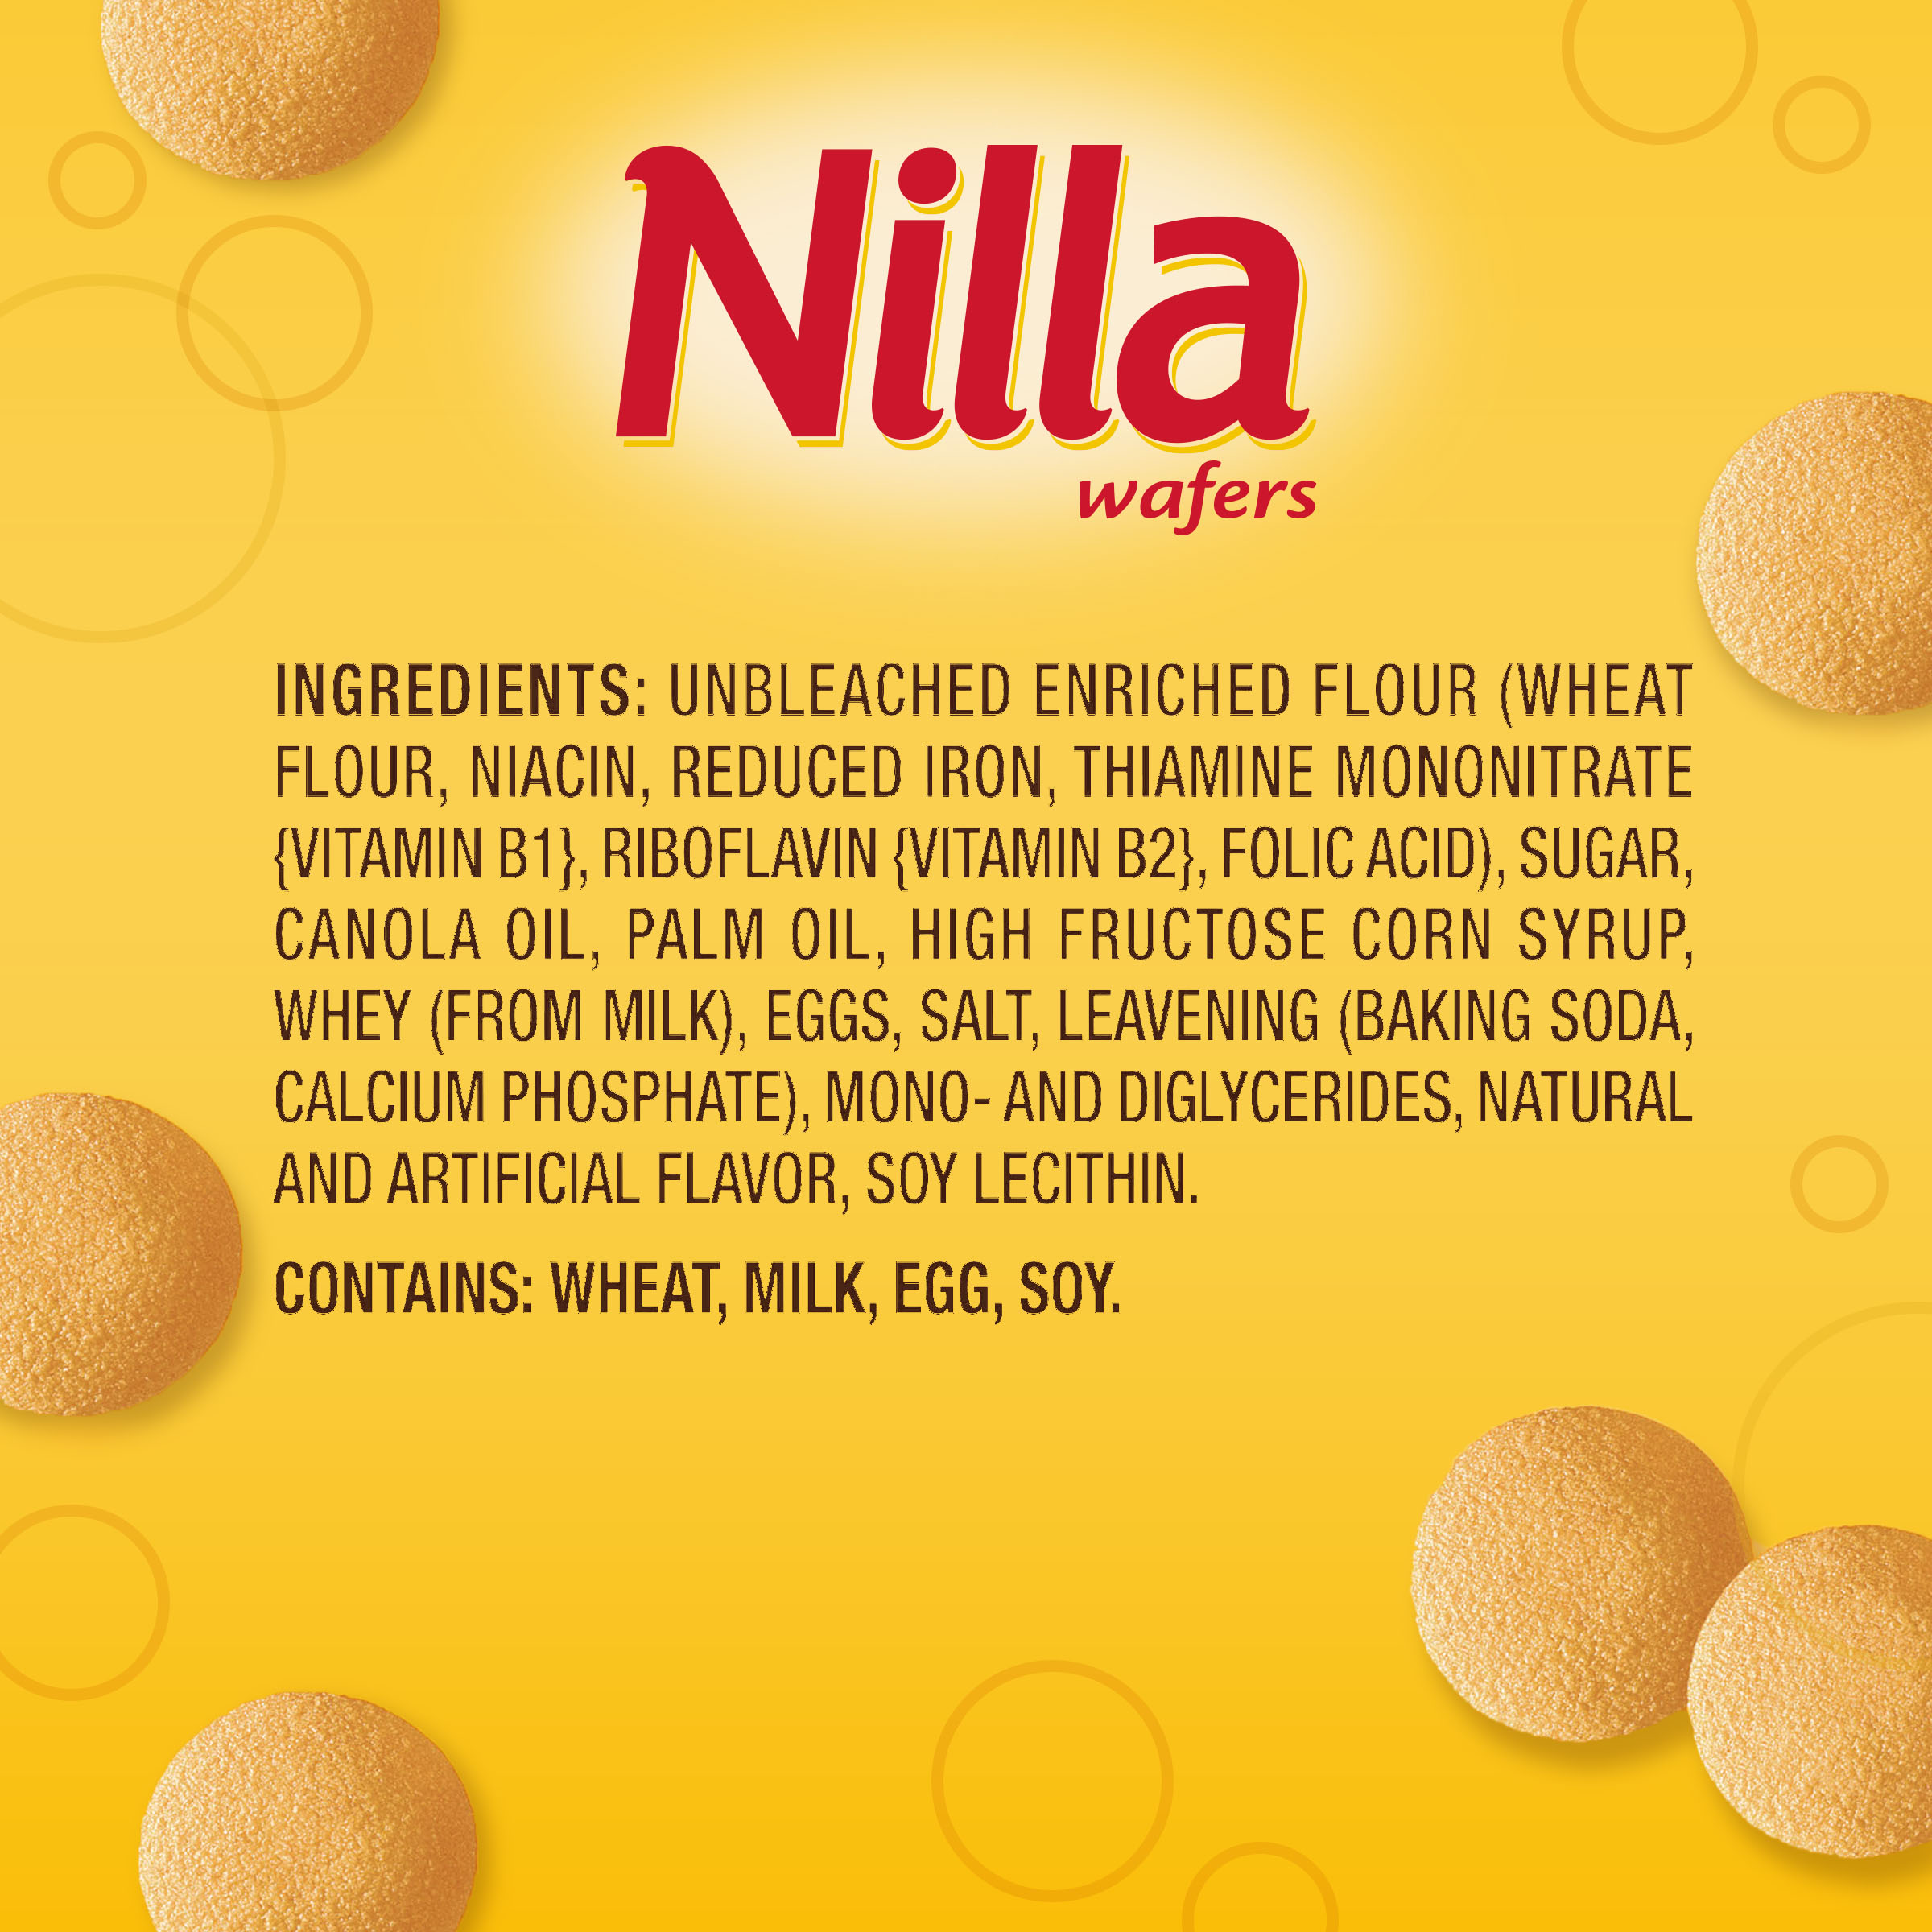 Nilla
wafers
INGREDIENTS: UNBLEACHED ENRICHED FLOUR (WHEAT
FLOUR, NIACIN, REDUCED IRON, THIAMINE MONONITRATE
{VITAMIN B1}, RIBOFLAVIN {VITAMIN B2}, FOLIC ACID), SUGAR,
CANOLA OIL, PALM OIL, HIGH FRUCTOSE CORN SYRUP,
WHEY (FROM MILK), EGGS, SALT, LEAVENING (BAKING SODA,
CALCIUM PHOSPHATE), MONO- AND DIGLYCERIDES, NATURAL
AND ARTIFICIAL FLAVOR, SOY LECITHIN.
CONTAINS: WHEAT, MILK, EGG, SOY.